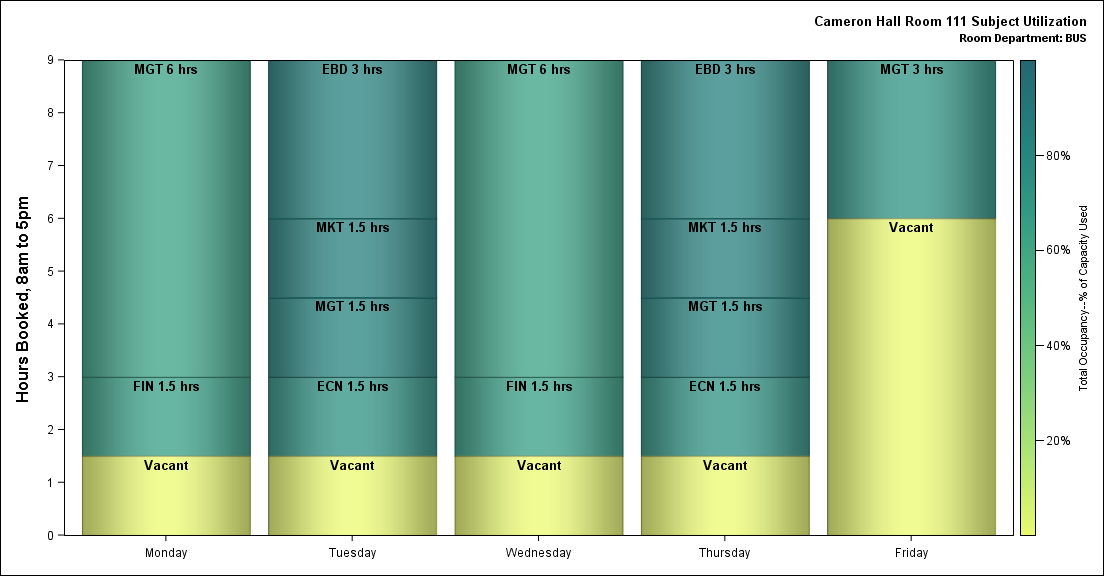 Cameron Hall Room 111 Subject Utilization
Room Department: BUS
Hours Booked, 8am to 5pm
9
8
7
6
5
4
3
2
1
0
MGT 6 hrs
FIN 1.5 hrs
Vacant
EBD 3 hrs
MKT 1.5 hrs
MGT 1.5 hrs
ECN 1.5 hrs
Vacant
MGT 6 hrs
FIN 1.5 hrs
Vacant
EBD 3 hrs
MKT 1.5 hrs
MGT 1.5 hrs
ECN 1.5 hrs
Vacant
MGT 3 hrs
Vacant
Monday
Tuesday
Wednesday
Thursday
Friday
80%
60%
40%
20%
Total Occupancy--% of Capacity Used